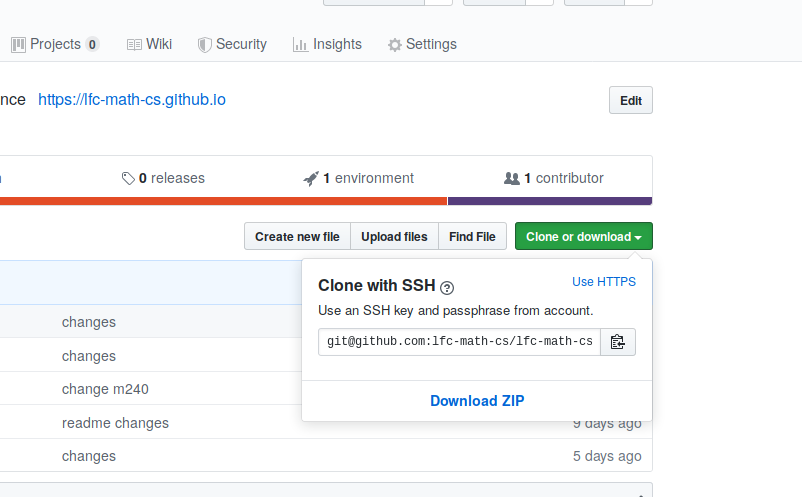 Projects 0 Wiki Security Insights Settings
nce https://lfc-math-cs.github.io Edit
0 releases 1 environment 1 contributor
Create new file Upload files Find File Clone or download
Clone with SSH ? Use HTTPS
Use an SSH key and passphrase from account.
changes
git@github.com:lfc-math-cs/lfc-math-cs
changes
change m240
Download ZIP
readme changes 9 days ago
changes 5 days ago